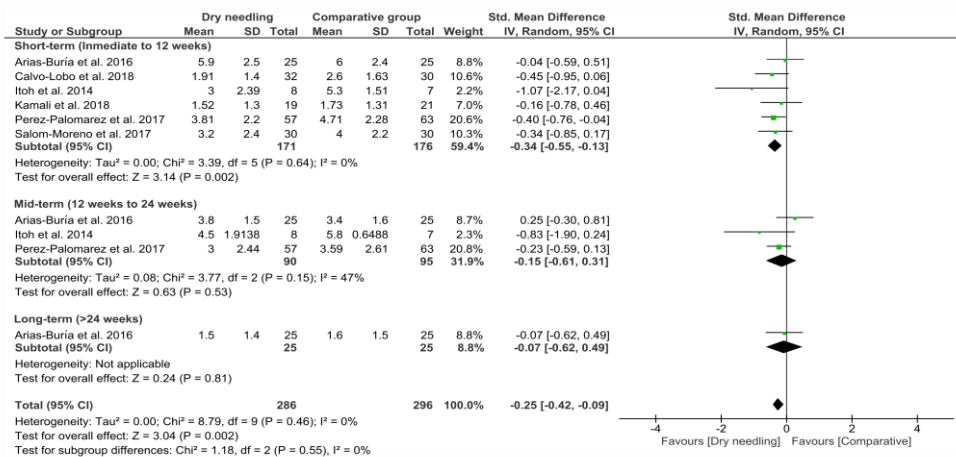 Dry needling Comparative group Std. Mean Difference Std. Mean Difference
Study or Subgroup Mean SD Total Mean SD Total Weight IV, Random, 95% CI IV, Random, 95% CI
Short-term (Inmediate to 12 weeks)
Arias-Buría et al. 2016 5.9 2.5 25 6 2.4 25 8.8% -0.04 [-0.59, 0.51]
Calvo-Lobo et al. 2018 1.91 1.4 32 2.6 1.63 30 10.5% -0.45 [-0.95, 0.06]
Itoh et al. 2014 3 2.39 8 5.3 1.51 7 2.2% -1.07 [-2.17, 0.04]
Kamali et al. 2018 1.52 1.3 19 1.73 1.31 21 7.0% -0.16 [-0.78, 0.46]
Perez-Palomarez et al. 2017 3.81 2.2 57 4.71 2.28 63 20.6% -0.40 [-0.76, -0.04]
Salom-Moreno et al. 2017 3.2 2.4 30 4 2.2 30 10.3% -0.34 [-0.85, 0.17]
Subtotal (95% CI) 171 176 59.4% -0.34 [-0.55, -0.13]
Heterogeneity: Tau² = 0.00; Chi² = 3.39, df = 5 (P = 0.64); I² = 0%
Test for overall effect: Z = 3.14 (P = 0.002)
Mid-term (12 weeks to 24 weeks)
Arias-Buría et al. 2016 3.8 1.5 25 3.4 1.6 25 8.7% 0.25 [-0.30, 0.81]
Itoh et al. 2014 4.5 1.9138 8 5.8 0.6488 7 2.3% -0.83 [-1.90, 0.24]
Perez-Palomarez et al. 2017 3 2.44 57 3.59 2.61 63 20.8% -0.23 [-0.59, 0.13]
Subtotal (95% CI) 90 95 31.9% -0.15 [-0.61, 0.31]
Heterogeneity: Tau² = 0.08; Chi² = 3.77, df = 2 (P = 0.15); I² = 47%
Test for overall effect: Z = 0.63 (P = 0.53)
Long-term (>24 weeks)
Arias-Buría et al. 2016 1.5 1.4 25 1.6 1.5 25 8.8% -0.07 [-0.62, 0.49]
Subtotal (95% CI) 25 25 8.8% -0.07 [-0.62, 0.49]
Heterogeneity: Not applicable
Test for overall effect: Z = 0.24 (P = 0.81)
Total (95% CI) 286 296 100.0% -0.25 [-0.42, -0.09]
Heterogeneity: Tau² = 0.00; Chi² = 8.79, df = 9 (P = 0.46); I² = 0%
Test for overall effect: Z = 3.04 (P = 0.002)
Test for subgroup differences: Chi² = 1.18, df = 2 (P = 0.55), I² = 0%
-4 -2 0 2 4
Favours [Dry needling] Favours [Comparative]